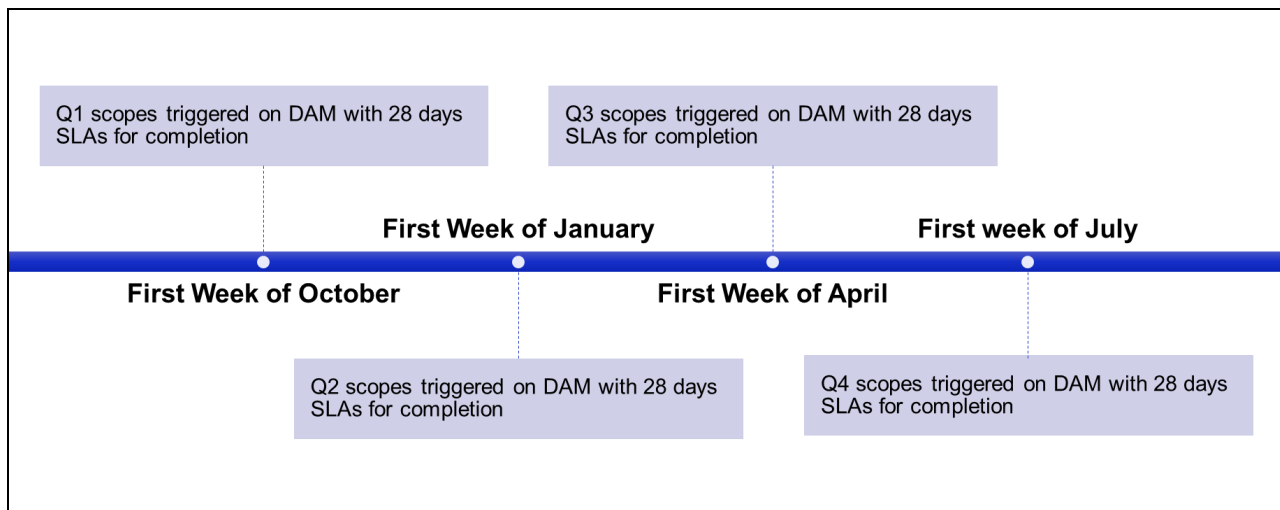 Q1 scopes triggered on DAM with 28 days
SLAs for completion
Q3 scopes triggered on DAM with 28 days
SLAs for completion
First Week of January
First week of July
First Week of October
First Week of April
Q2 scopes triggered on DAM with 28 days
SLAs for completion
Q4 scopes triggered on DAM with 28 days
SLAs for completion